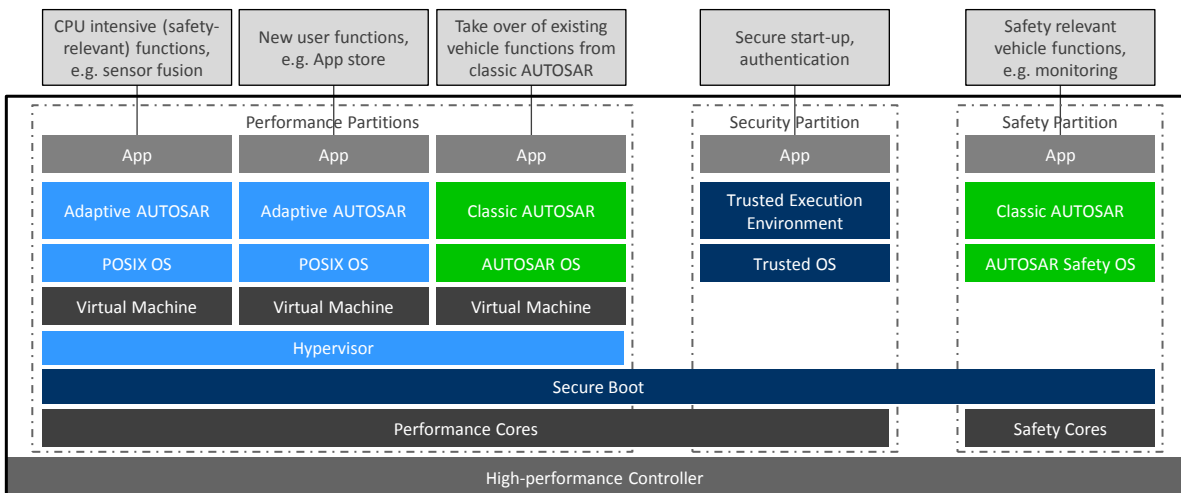 CPU intensive (safety-
relevant) functions,
e.g. sensor fusion
New user functions,
e.g. App store
Take over of existing
vehicle functions from
classic AUTOSAR
Secure start-up,
authentication
Safety relevant
vehicle functions,
e.g. monitoring
Performance Partitions
Security Partition
Safety Partition
App
App
App
App
App
Adaptive AUTOSAR
Adaptive AUTOSAR
Classic AUTOSAR
Trusted Execution
Environment
Classic AUTOSAR
POSIX OS
POSIX OS
AUTOSAR OS
Trusted OS
AUTOSAR Safety OS
Virtual Machine
Virtual Machine
Virtual Machine
Hypervisor
Secure Boot
Performance Cores
Safety Cores
High-performance Controller